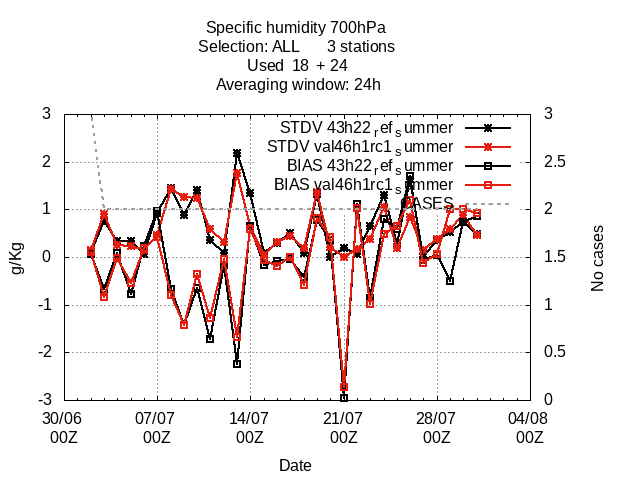 Specific humidity 700hPa
Selection: ALL 3 stations
Used 18 + 24
Averaging window: 24h
STDV 43h22ref_summer
STDV val46h1rc1_summer
BIAS 43h22ref_summer
BIAS val46h1rc1_summer
CASES
g/Kg
3
2
1
0
-1
-2
-3
No cases
3
2.5
2
1.5
1
0.5
0
30/06 07/07 14/07 21/07 28/07 04/08
00Z 00Z 00Z 00Z 00Z 00Z
Date